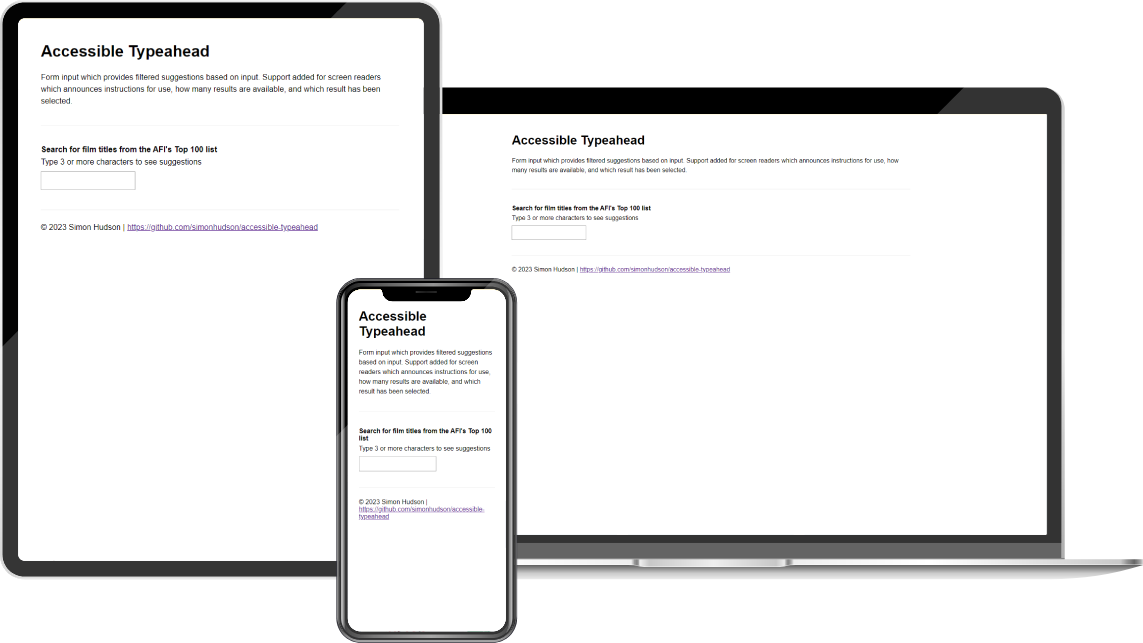 Accessible Typeahead
Form input which provides filtered suggestions based on input. Support added for screen readers
which announces instructions for use, how many results are available, and which result has been
selected.
Search for film titles from the AFI's Top 100 list
Type 3 or more characters to see suggestions
© 2023 Simon Hudson | https://github.com/simonhudson/accessible-typeahead
Accessible
Typeahead
Form input which provides filtered suggestions
based on input. Support added for screen
readers which announces instructions for use,
how many results are available, and which
result has been selected.
Search for film titles from the AFI's Top 100
list
Type 3 or more characters to see suggestions
© 2023 Simon Hudson |
https://github.com/simonhudson/accessible-
typeahead
Accessible Typeahead
Form input which provides filtered suggestions based on input. Support added for screen readers which announces instructions for use, how
many results are available, and which result has been selected.
Search for film titles from the AFI's Top 100 list
Type 3 or more characters to see suggestions
© 2023 Simon Hudson | https://github.com/simonhudson/accessible-typeahead